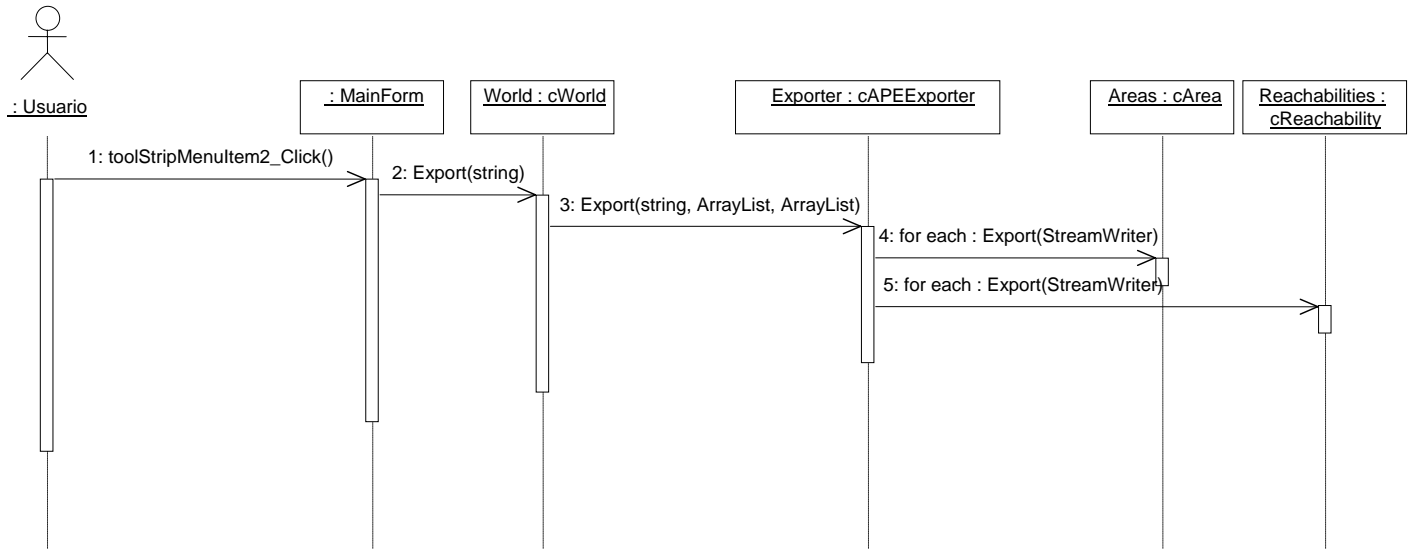 : Usuario
: MainForm
World : cWorld
Exporter : cAPEExporter
Areas : cArea
Reachabilities :
cReachability
1: toolStripMenuItem2_Click()
2: Export(string)
3: Export(string, ArrayList, ArrayList)
4: for each : Export(StreamWriter)
5: for each : Export(StreamWriter)